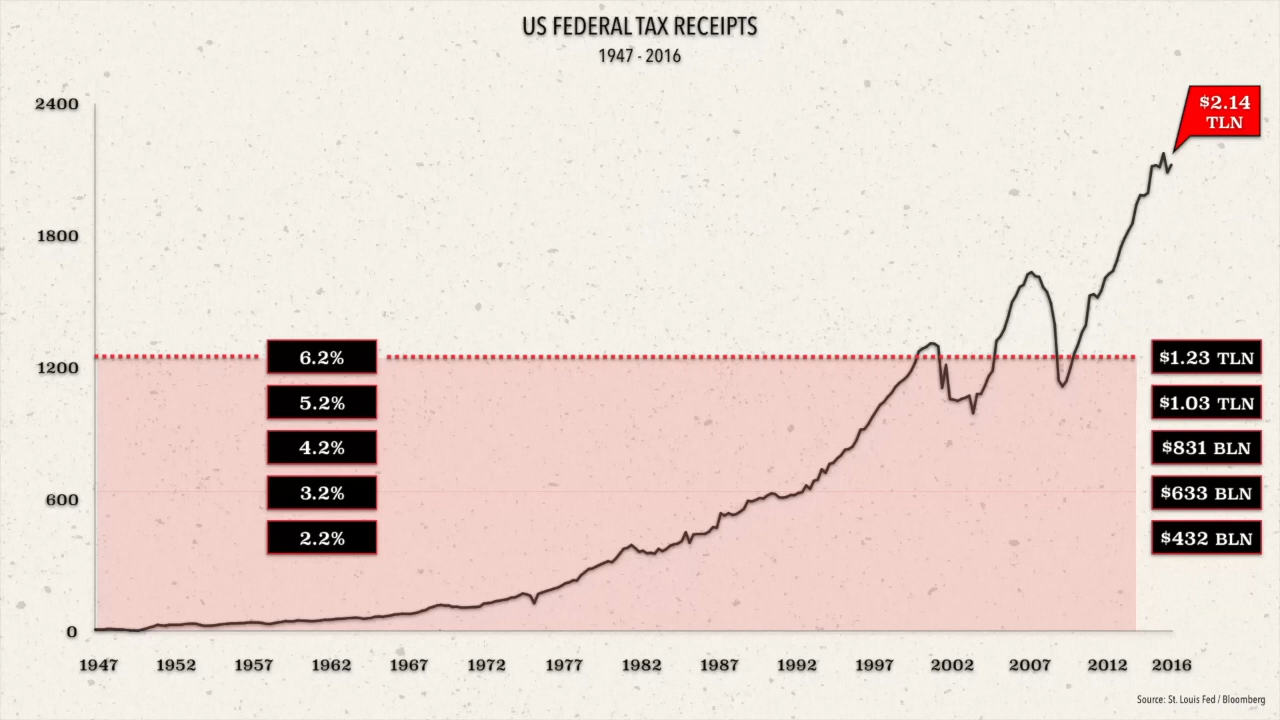 US FEDERAL TAX RECEIPTS
1947 - 2016
$2.14
TLN
2400
1800
1200
600
0
6.2%
5.2%
4.2%
3.2%
2.2%
$1.23 TLN
$1.03 TLN
$831 BLN
$633 BLN
$432 BLN
1947 1952 1957 1962 1967 1972 1977 1982 1987 1992 1997 2002 2007 2012 2016
Source: St. Louis Fed / Bloomberg